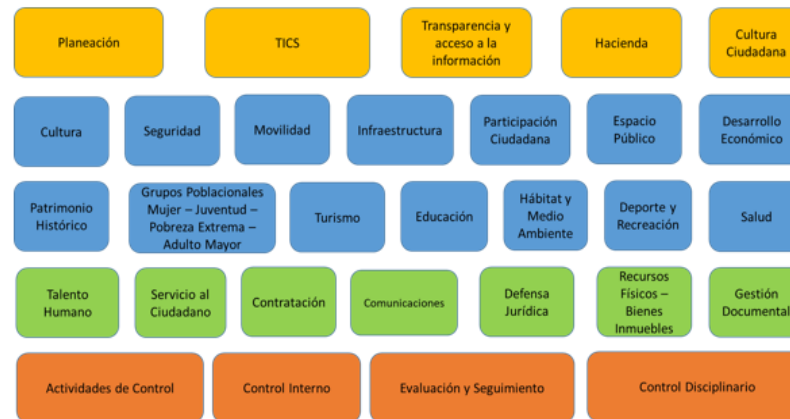 Planeación
TICS
Transparencia y
acceso a la
información
Hacienda
Cultura
Ciudadana
Cultura
Seguridad
Movilidad
Infraestructura
Participación
Ciudadana
Espacio
Público
Desarrollo
Económico
Patrimonio
Histórico
Grupos Poblacionales
Mujer – Juventud –
Pobreza Extrema –
Adulto Mayor
Turismo
Educación
Hábitat y
Medio
Ambiente
Deporte y
Recreación
Salud
Talento
Humano
Servicio al
Ciudadano
Contratación
Comunicaciones
Defensa
Jurídica
Recursos
Físicos –
Bienes
Inmuebles
Gestión
Documental
Actividades de Control
Control Interno
Evaluación y Seguimiento
Control Disciplinario